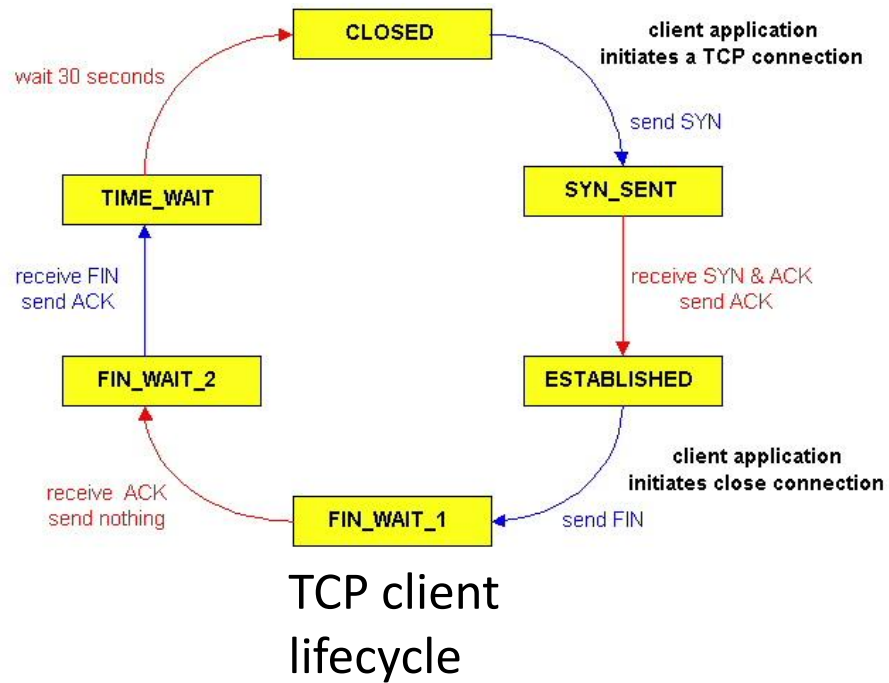 CLOSED
client application
initiates a TCP connection
send SYN
SYN_SENT
receive SYN & ACK
send ACK
ESTABLISHED
client application
initiates close connection
send FIN
FIN_WAIT_1
receive ACK
send nothing
FIN_WAIT_2
receive FIN
send ACK
TIME_WAIT
wait 30 seconds
TCP client
lifecycle